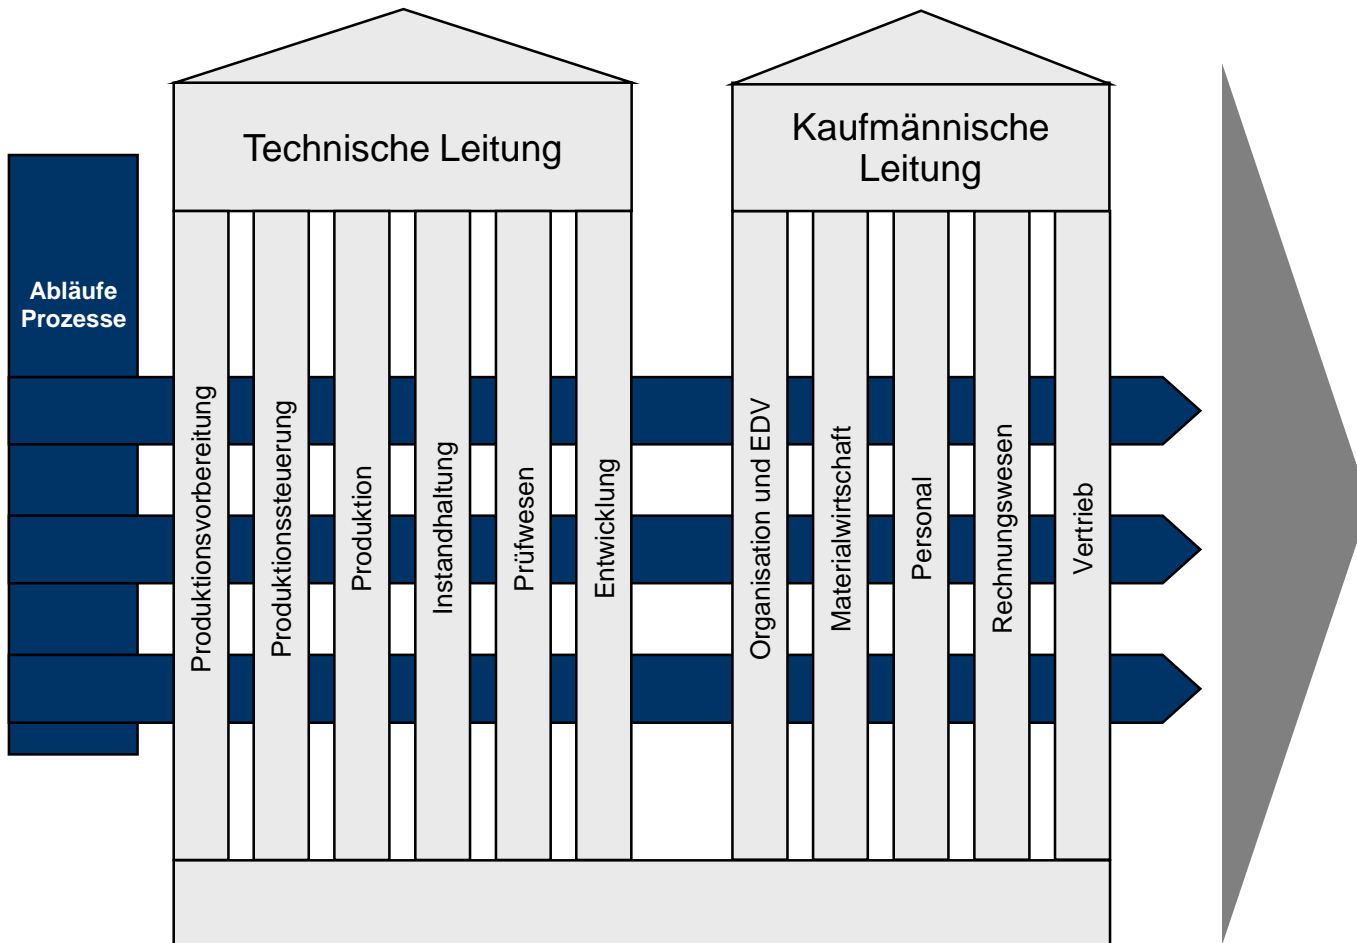 Technische Leitung
Kaufmännische
Leitung
Abläufe
Prozesse
Produktionsvorbereitung
Produktionssteuerung
Produktion
Instandhaltung
Prüfwesen
Entwicklung
Organisation und EDV
Materialwirtschaft
Personal
Rechnungswesen
Vertrieb